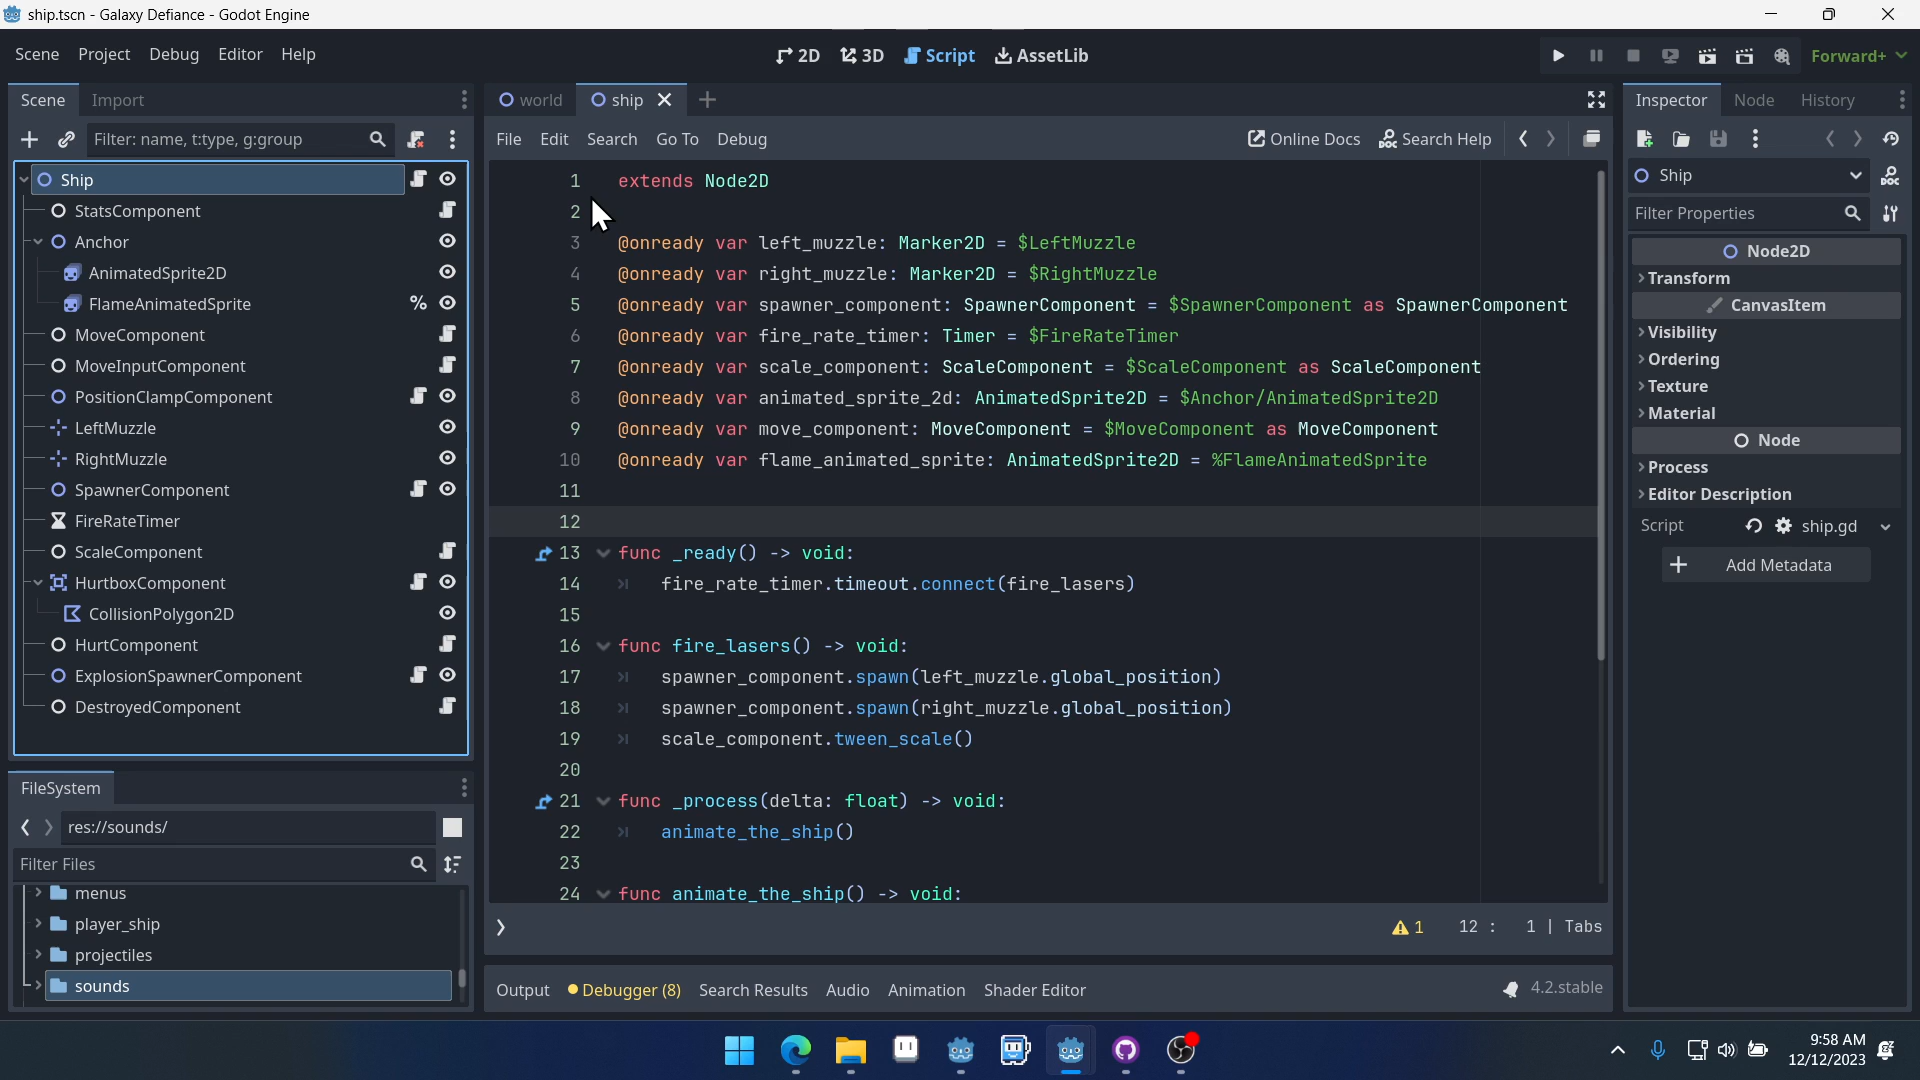 ship.tscn - Galaxy Defiance - Godot Engine
Scene Project Debug Editor Help
2D 3D Script AssetLib
Forward+
Scene Import
Filter: name, t:type, g:group
Ship
StatsComponent
Anchor
AnimatedSprite2D
FlameAnimatedSprite %
MoveComponent
MoveInputComponent
PositionClampComponent
LeftMuzzle
RightMuzzle
SpawnerComponent
FireRateTimer
ScaleComponent
HurtboxComponent
CollisionPolygon2D
HurtComponent
ExplosionSpawnerComponent
DestroyedComponent
FileSystem
res://sounds/
Filter Files
menus
player_ship
projectiles
sounds
world ship
File Edit Search Go To Debug
Online Docs Search Help
1 extends Node2D
2
3 @onready var left_muzzle: Marker2D = $LeftMuzzle
4 @onready var right_muzzle: Marker2D = $RightMuzzle
5 @onready var spawner_component: SpawnerComponent = $SpawnerComponent as SpawnerComponent
6 @onready var fire_rate_timer: Timer = $FireRateTimer
7 @onready var scale_component: ScaleComponent = $ScaleComponent as ScaleComponent
8 @onready var animated_sprite_2d: AnimatedSprite2D = $Anchor/AnimatedSprite2D
9 @onready var move_component: MoveComponent = $MoveComponent as MoveComponent
10 @onready var flame_animated_sprite: AnimatedSprite2D = %FlameAnimatedSprite
11
12
13 func _ready() -> void:
14 fire_rate_timer.timeout.connect(fire_lasers)
15
16 func fire_lasers() -> void:
17 spawner_component.spawn(left_muzzle.global_position)
18 spawner_component.spawn(right_muzzle.global_position)
19 scale_component.tween_scale()
20
21 func _process(delta: float) -> void:
22 animate_the_ship()
23
24 func animate_the_ship() -> void:
1 12 : 1 | Tabs
Output Debugger (8) Search Results Audio Animation Shader Editor
4.2.stable
Inspector Node History
Ship
Filter Properties
Node2D
Transform
CanvasItem
Visibility
Ordering
Texture
Material
Node
Process
Editor Description
Script ship.gd
Add Metadata
9:58 AM
12/12/2023